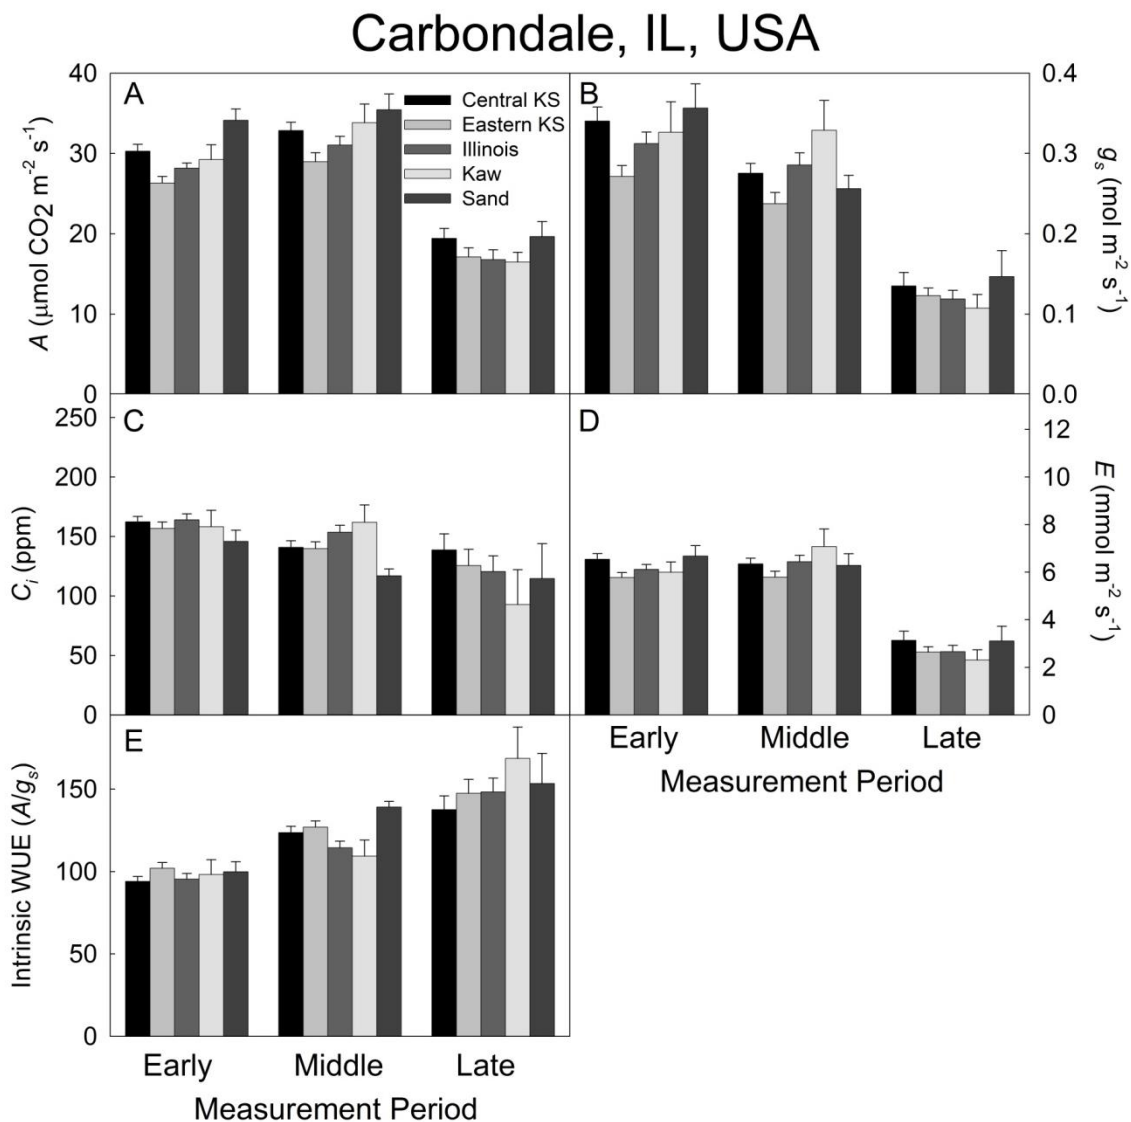 Carbondale, IL, USA
A
Central KS
Eastern KS
Illinois
Kaw
Sand
40
30
20
10
0
A (μmol CO2 m-2 s-1)
B
0.4
0.3
0.2
0.1
0.0
gs (mol m-2 s-1)
C
250
200
150
100
50
0
Ci (ppm)
D
12
10
8
6
4
2
0
E (mmol m-2 s-1)
Early Middle Late
Measurement Period
E
150
100
50
0
Intrinsic WUE (A/gs)
Early Middle Late
Measurement Period